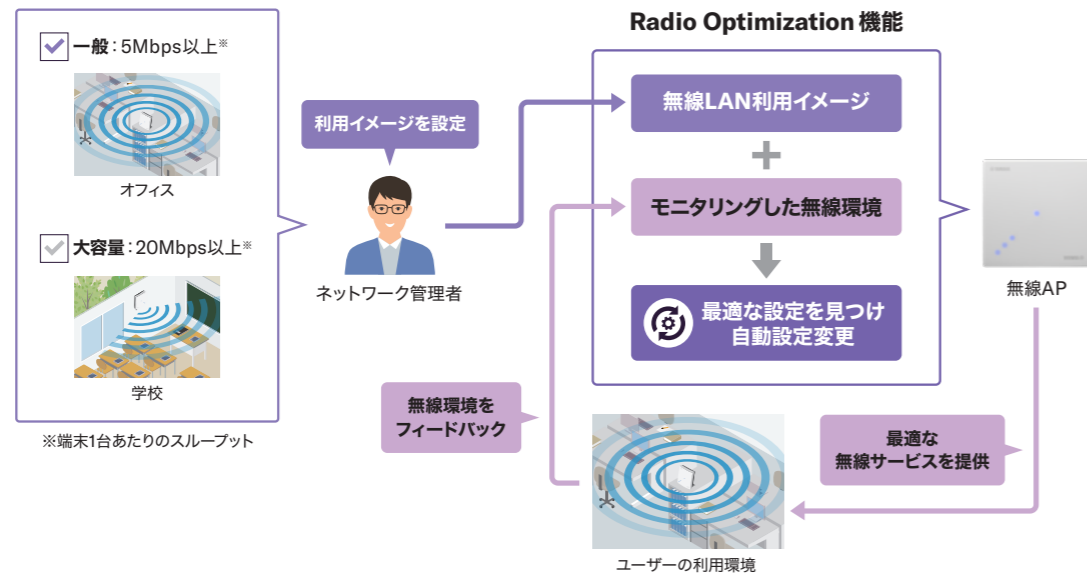 Radio Optimization 機能
一般：5Mbps以上※
オフィス
大容量：20Mbps以上※
学校
※端末1台あたりのスループット
利用イメージを設定
ネットワーク管理者
無線LAN利用イメージ
+
モニタリングした無線環境
最適な設定を見つけ
自動設定変更
無線AP
無線環境を
フィードバック
最適な
無線サービスを提供
ユーザーの利用環境